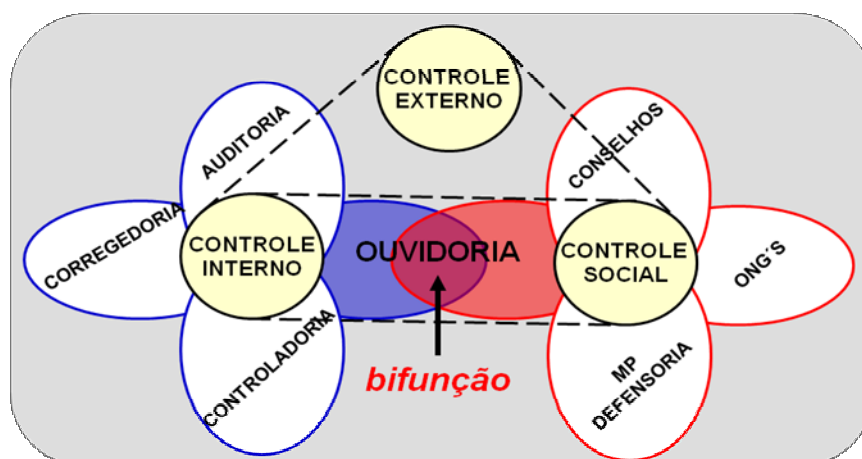 CONTROLE
EXTERNO
AUDITORIA
CONSELHOS
CORREGEDORIA
CONTROLE
INTERNO
OUVIDORIA
CONTROLE
SOCIAL
ONG´S
CONTROLADORIA
bifunção
MP
DEFENSORIA